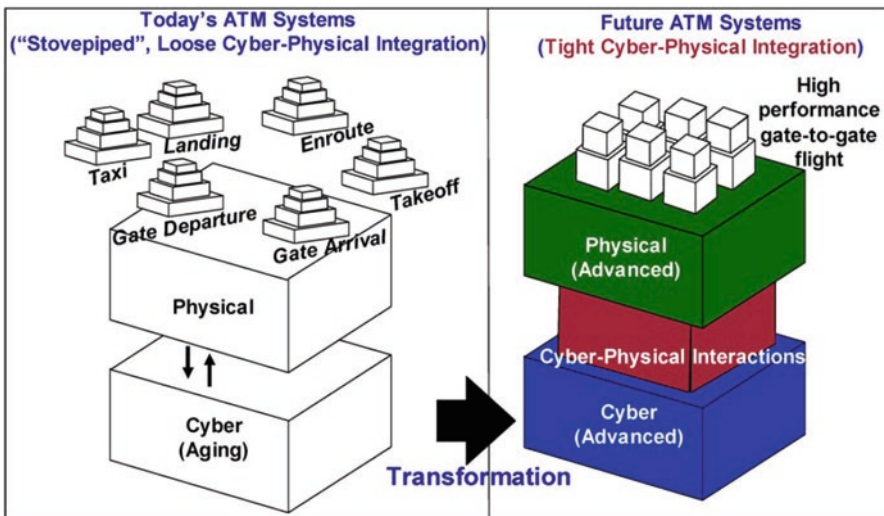 Today's ATM Systems
("Stovepiped", Loose Cyber-Physical Integration)
Taxi
Landing
Enroute
Takeoff
Gate Departure
Gate Arrival
Physical
Cyber
(Aging)
Transformation
Future ATM Systems
(Tight Cyber-Physical Integration)
High
performance
gate-to-gate
flight
Physical
(Advanced)
Cyber-Physical Interactions
Cyber
(Advanced)